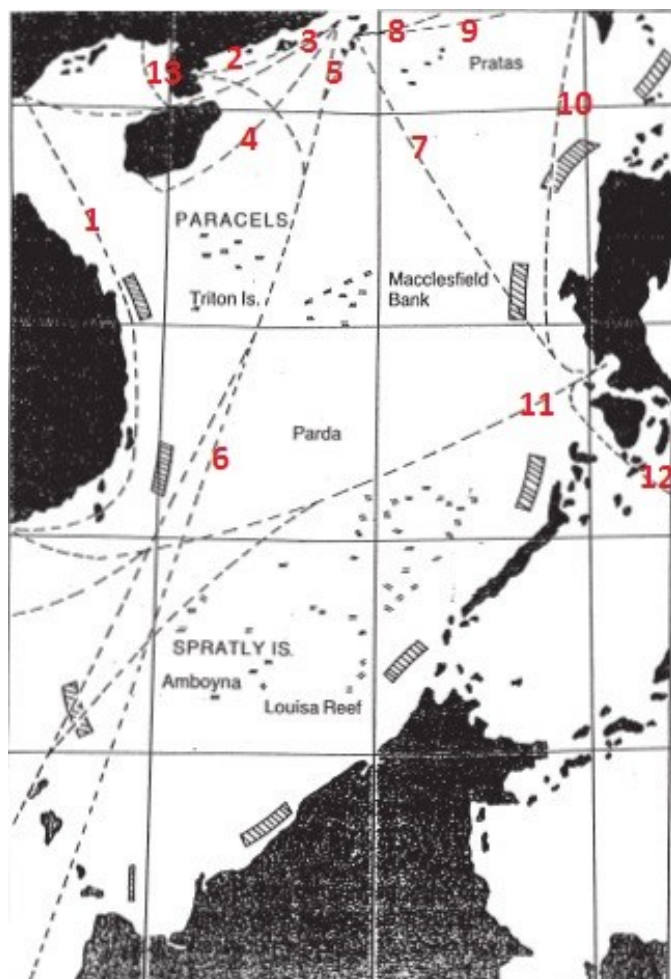 8
9
2
3
13
5
Pratas
10
4
7
1
PARACELS
Triton Is.
Macclesfield
Bank
11
Parda
6
12
SPRATLY IS.
Amboyna
Louisa Reef